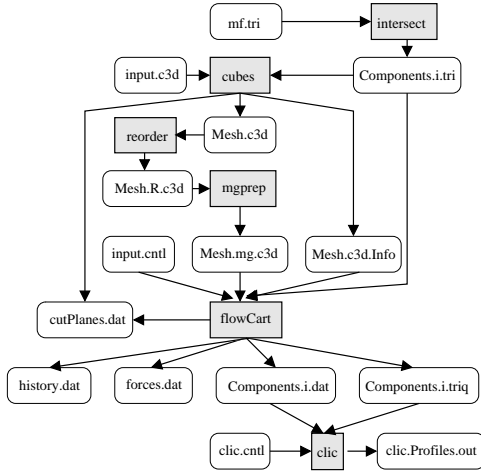 mf.tri
intersect
input.c3d
cubes
Components.i.tri
reorder
Mesh.c3d
Mesh.R.c3d
mgprep
input.cntl
Mesh.mg.c3d
Mesh.c3d.Info
cutPlanes.dat
flowCart
history.dat
forces.dat
Components.i.dat
Components.i.triq
clic.cntl
clic
clic.Profiles.out